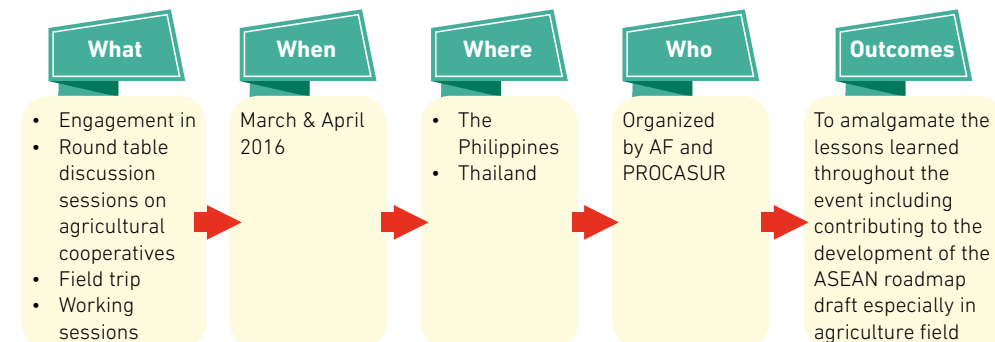 What
• Engagement in
• Round table
discussion
sessions on
agricultural
cooperatives
• Field trip
• Working
sessions
When
March & April
2016
Where
• The
Philippines
• Thailand
Who
Organized
by AF and
PROCASUR
Outcomes
To amalgamate the
lessons learned
throughout the
event including
contributing to the
development of the
ASEAN roadmap
draft especially in
agriculture field